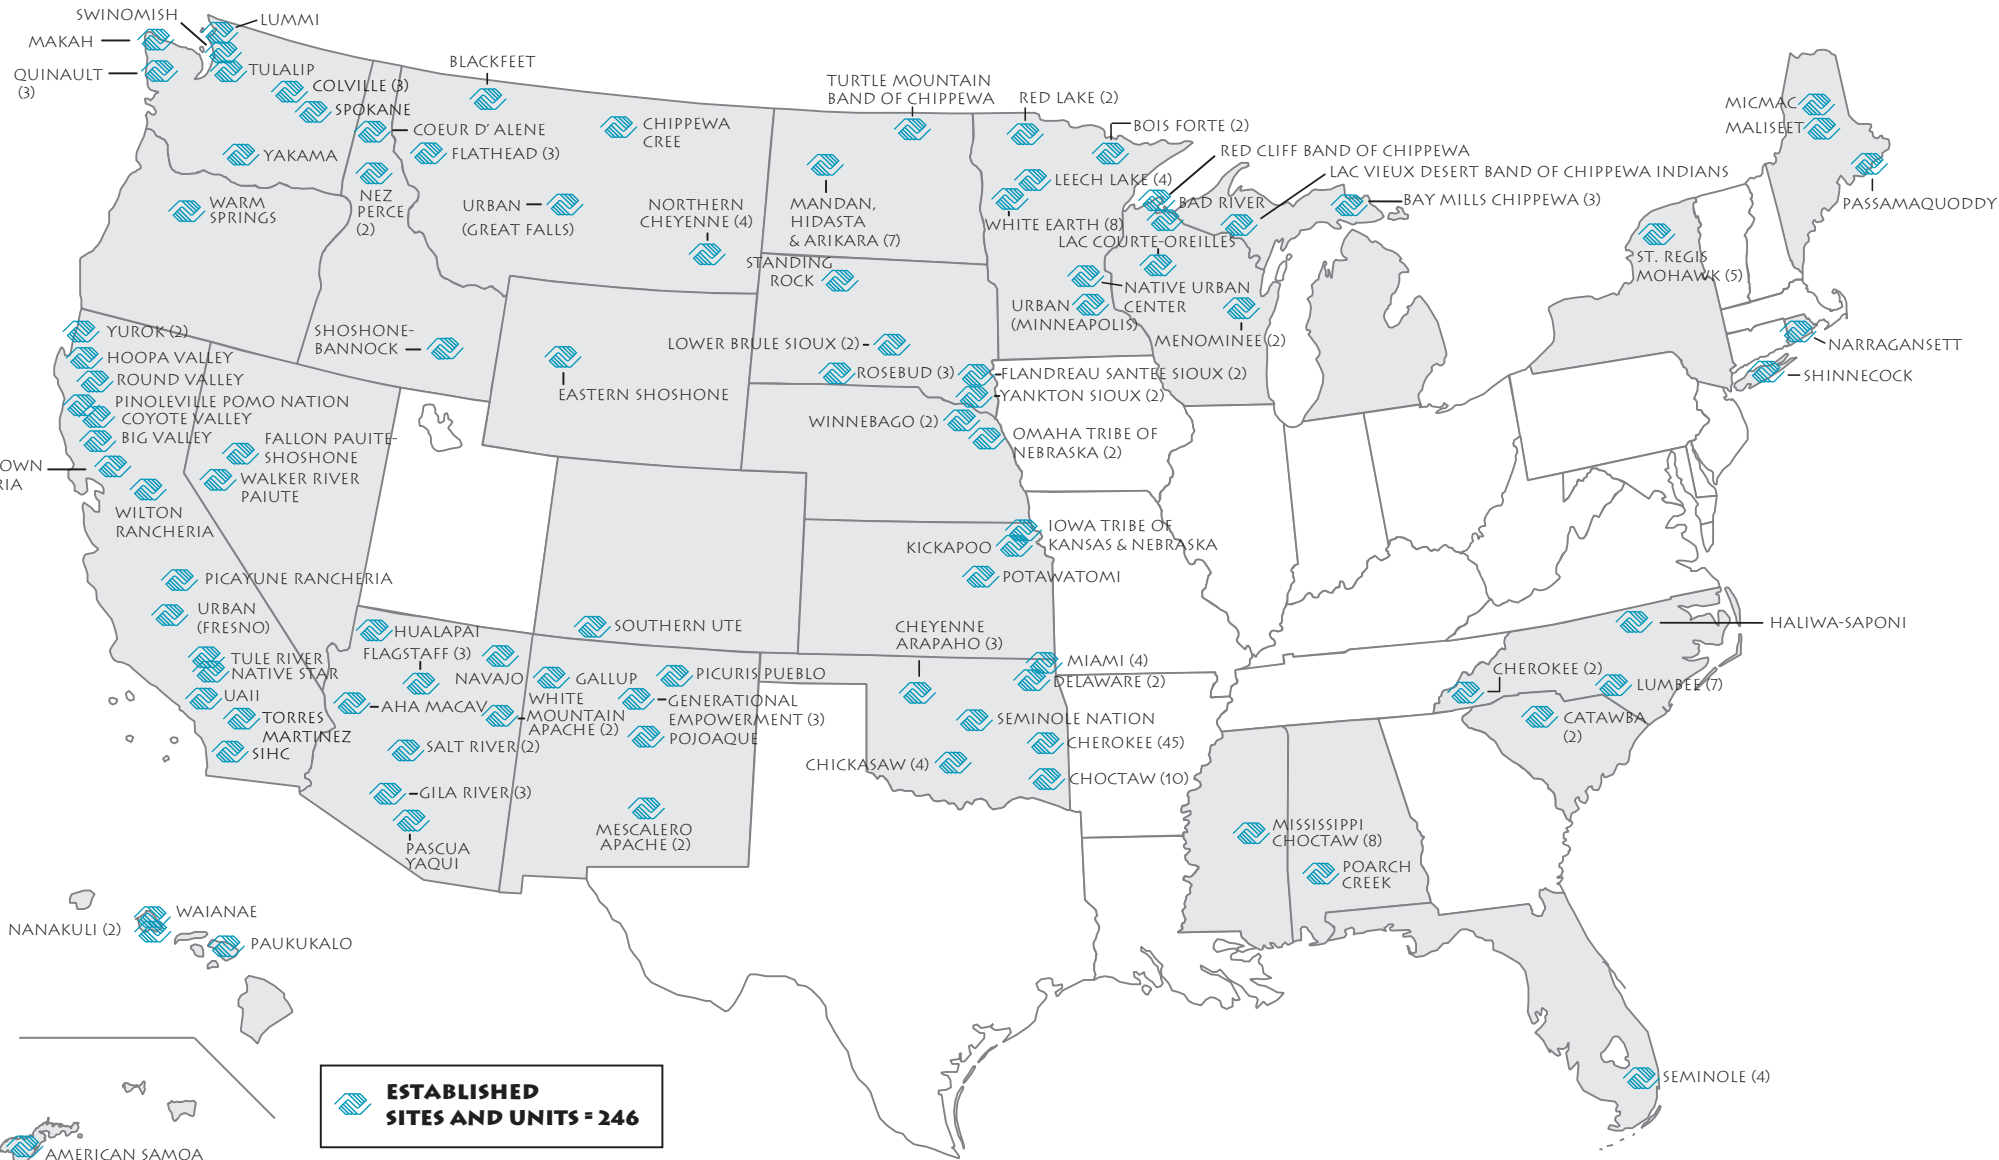 SWINOMISH
LUMMI
MAKAH
QUINAULT
(3)
TULALIP
COLVILLE (3)
SPOKANE
YAKAMA
WARM
SPRINGS
COEUR D' ALENE
FLATHEAD (3)
NEZ
PERCE
(2)
BLACKFEET
CHIPPEWA
CREE
URBAN
(GREAT FALLS)
NORTHERN
CHEYENNE (4)
TURTLE MOUNTAIN
BAND OF CHIPPEWA
MANDAN,
HIDASTA
& ARIKARA (7)
STANDING
ROCK
RED LAKE (2)
BOIS FORTE (2)
LEECH LAKE (4)
WHITE EARTH (8)
RED CLIFF BAND OF CHIPPEWA
LAC VIEUX DESERT BAND OF CHIPPEWA INDIANS
BAD RIVER
BAY MILLS CHIPPEWA (3)
LAC COURTE-OREILLES
NATIVE URBAN
CENTER
URBAN
(MINNEAPOLIS)
MENOMINEE (2)
MICMAC
MALISEET
PASSAMAQUODDY
ST. REGIS
MOHAWK (5)
NARRAGANSETT
SHINNECOCK
YUROK (2)
HOOPA VALLEY
ROUND VALLEY
PINOLEVILLE POMO NATION
COYOTE VALLEY
BIG VALLEY
OWN
RIA
WILTON
RANCHERIA
FALLON PAUITE-
SHOSHONE
WALKER RIVER
PAIUTE
SHOSHONE-
BANNOCK
EASTERN SHOSHONE
LOWER BRULE SIOUX (2)
ROSEBUD (3)
FLANDREAU SANTEE SIOUX (2)
YANKTON SIOUX (2)
WINNEBAGO (2)
OMAHA TRIBE OF
NEBRASKA (2)
IOWA TRIBE OF
KANSAS & NEBRASKA
KICKAPOO
POTAWATOMI
PICAYUNE RANCHERIA
URBAN
(FRESNO)
TULE RIVER
NATIVE STAR
UAII
TORRES
MARTINEZ
SIHC
HUALAPAI
FLAGSTAFF (3)
NAVAJO
AHA MACAV
WHITE
MOUNTAIN
APACHE (2)
SALT RIVER (2)
GILA RIVER (3)
PASCUA
YAQUI
SOUTHERN UTE
GALLUP
PICURIS PUEBLO
GENERATIONAL
EMPOWERMENT (3)
POJOAQUE
MESCALERO
APACHE (2)
CHEYENNE
ARAPAHO (3)
MIAMI (4)
DELAWARE (2)
SEMINOLE NATION
CHEROKEE (45)
CHICKASAW (4)
CHOCTAW (10)
HALIWA-SAPONI
CHEROKEE (2)
LUMBEE (7)
CATAWBA
(2)
MISSISSIPPI
CHOCTAW (8)
POARCH
CREEK
SEMINOLE (4)
WAIANAE
NANAKULI (2)
PAUKUKALO
AMERICAN SAMOA
ESTABLISHED
SITES AND UNITS = 246